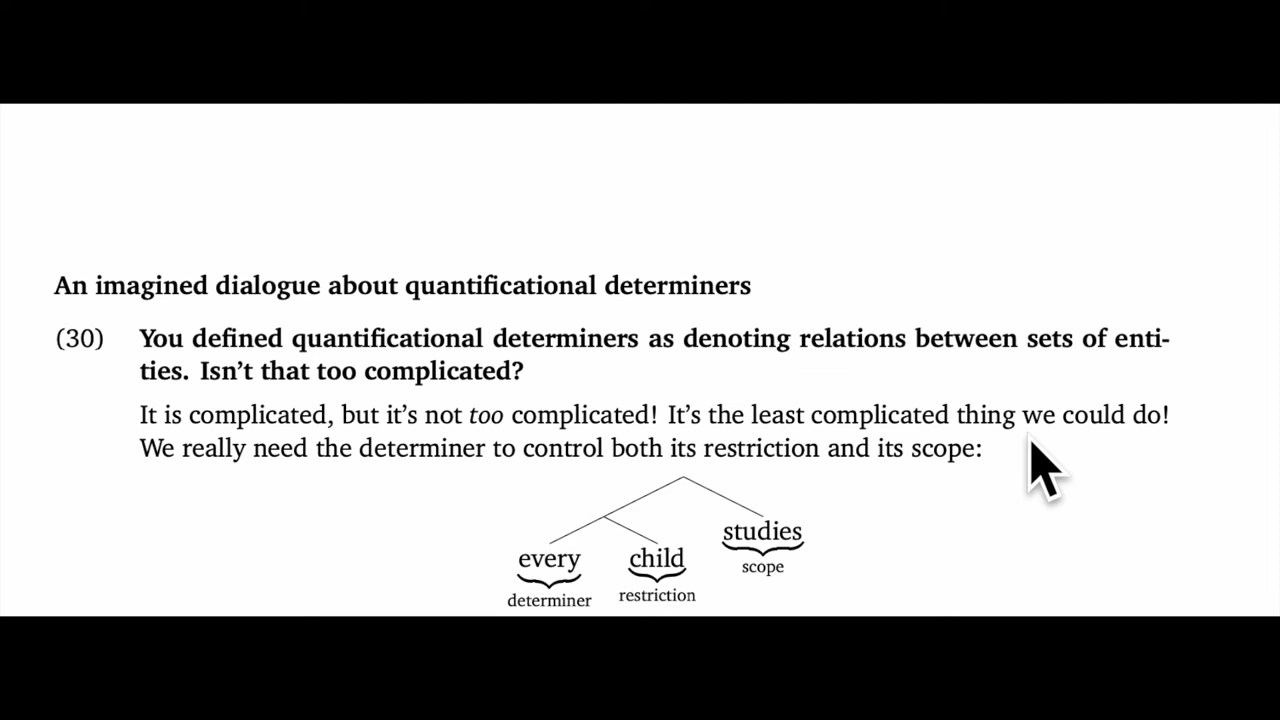 An imagined dialogue about quantificational determiners
(30) You defined quantificational determiners as denoting relations between sets of enti-
ties. Isn’t that too complicated?
It is complicated, but it’s not too complicated! It’s the least complicated thing we could do!
We really need the determiner to control both its restriction and its scope:
studies
scope
every child
determiner restriction